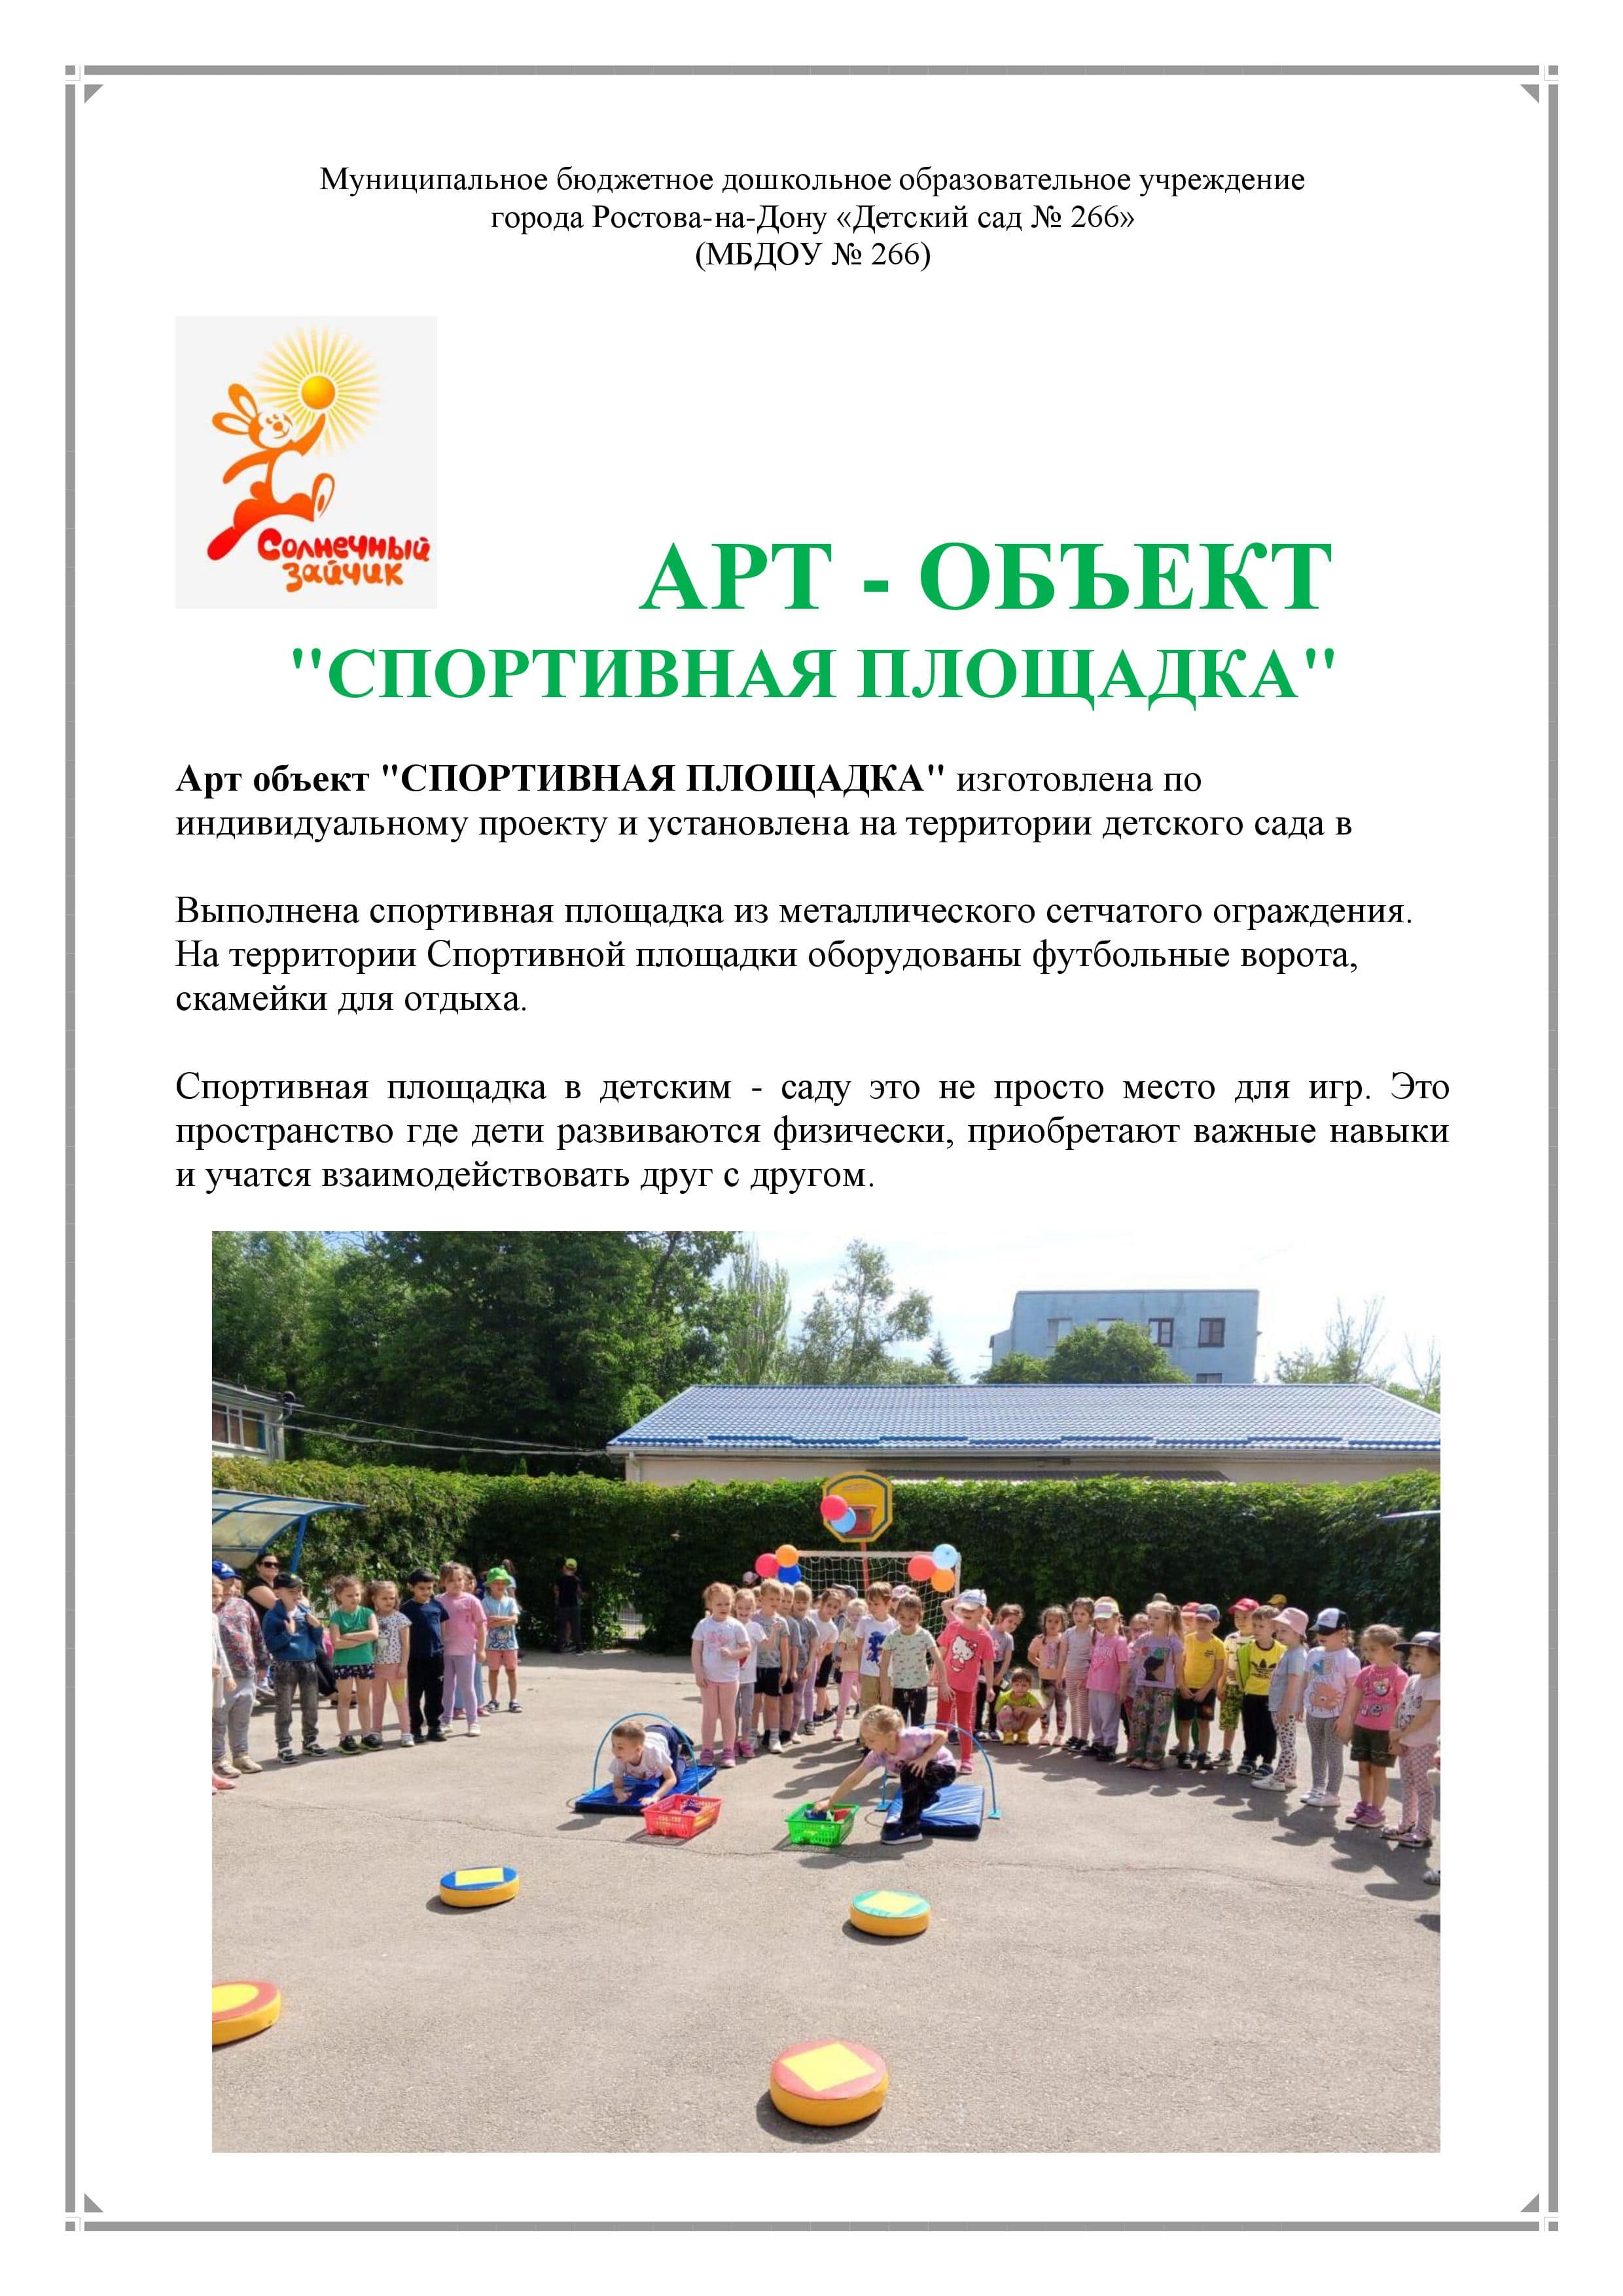 Муниципальное бюджетное дошкольное образовательное учреждение
города Ростова-на-Дону «Детский сад № 266»
(МБДОУ № 266)
Солнечный
зайчик
АРТ - ОБЪЕКТ
"СПОРТИВНАЯ ПЛОЩАДКА"
Арт объект "СПОРТИВНАЯ ПЛОЩАДКА" изготовлена по
индивидуальному проекту и установлена на территории детского сада в
Выполнена спортивная площадка из металлического сетчатого ограждения.
На территории Спортивной площадки оборудованы футбольные ворота,
скамейки для отдыха.
Спортивная площадка в детским - саду это не просто место для игр. Это
пространство где дети развиваются физически, приобретают важные навыки
и учатся взаимодействовать друг с другом.